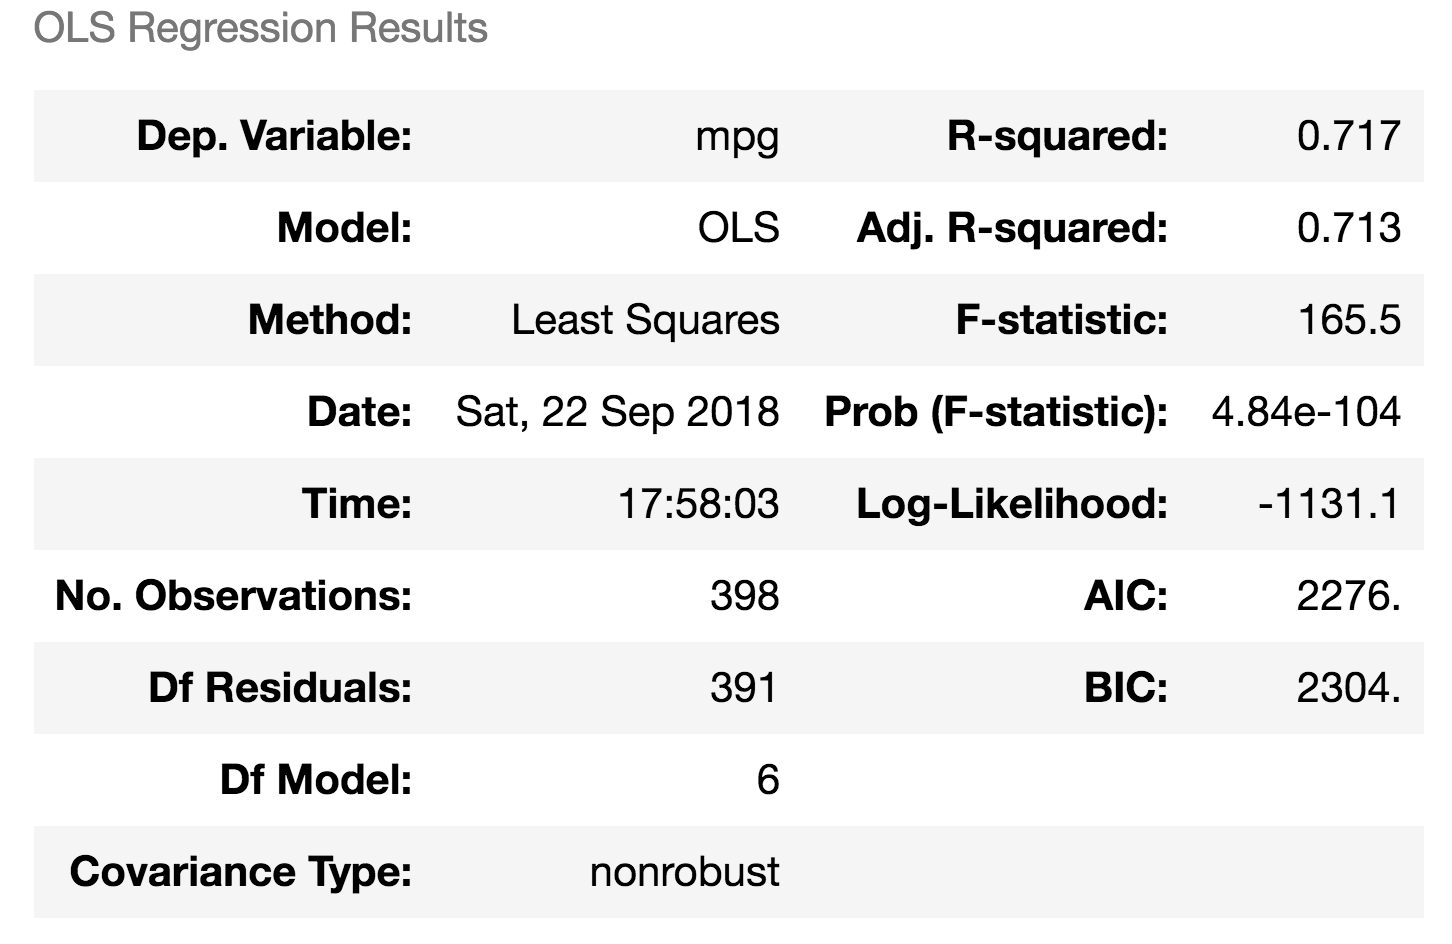 OLS Regression Results
Dep. Variable: mpg R-squared: 0.717
Model: OLS Adj. R-squared: 0.713
Method: Least Squares F-statistic: 165.5
Date: Sat, 22 Sep 2018 Prob (F-statistic): 4.84e-104
Time: 17:58:03 Log-Likelihood: -1131.1
No. Observations: 398 AIC: 2276.
Df Residuals: 391 BIC: 2304.
Df Model: 6
Covariance Type: nonrobust